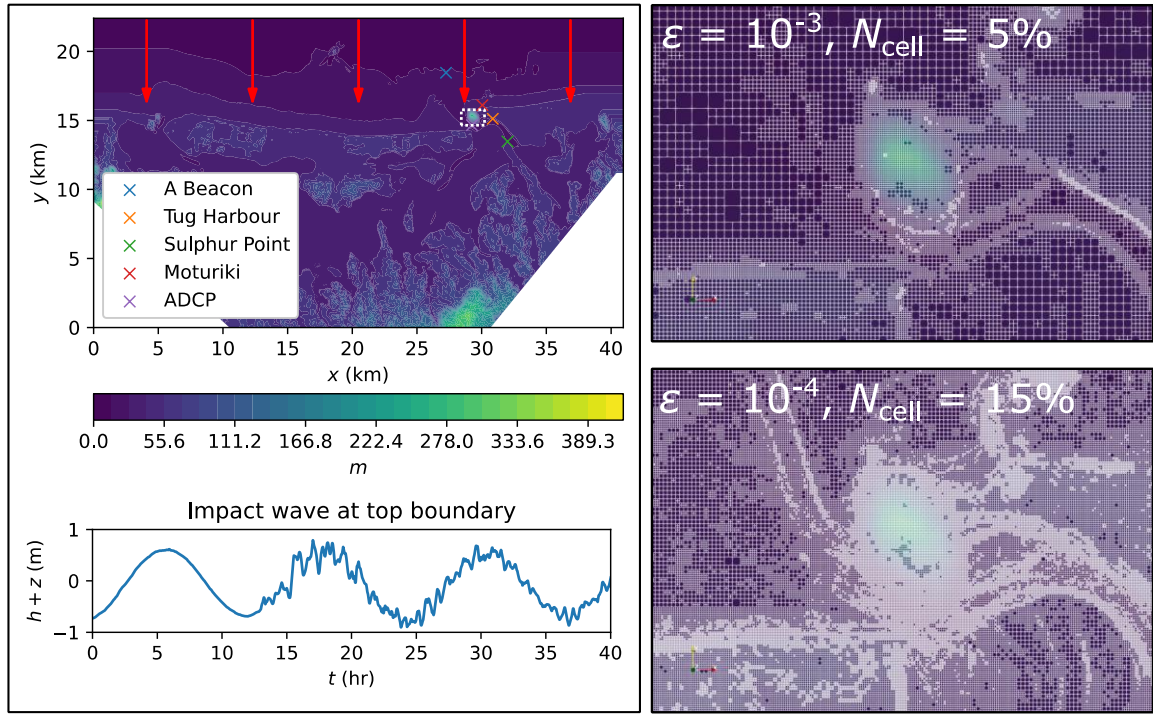 20
15
10
5
0
y (km)
A Beacon
Tug Harbour
Sulphur Point
Moturiki
ADCP
0 5 10 15 20 25 30 35 40
x (km)
0.0 55.6 111.2 166.8 222.4 278.0 333.6 389.3
m
Impact wave at top boundary
1
0
−1
h + z (m)
0 5 10 15 20 25 30 35 40
t (hr)
ε = 10⁻³, N_cell = 5%
ε = 10⁻⁴, N_cell = 15%